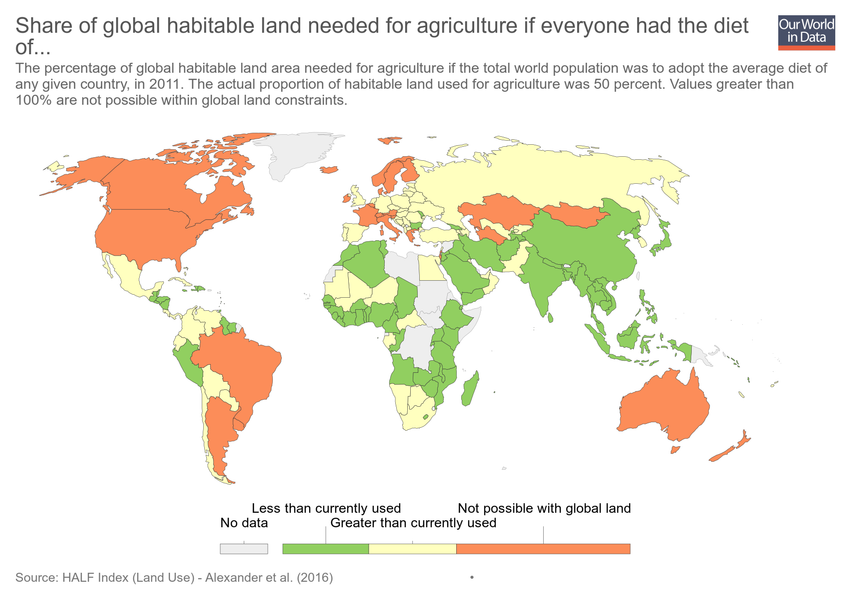 Share of global habitable land needed for agriculture if everyone had the diet
of...
Our World
in Data
The percentage of global habitable land area needed for agriculture if the total world population was to adopt the average diet of
any given country, in 2011. The actual proportion of habitable land used for agriculture was 50 percent. Values greater than
100% are not possible within global land constraints.
Less than currently used
Not possible with global land
No data
Greater than currently used
Source: HALF Index (Land Use) - Alexander et al. (2016)
•